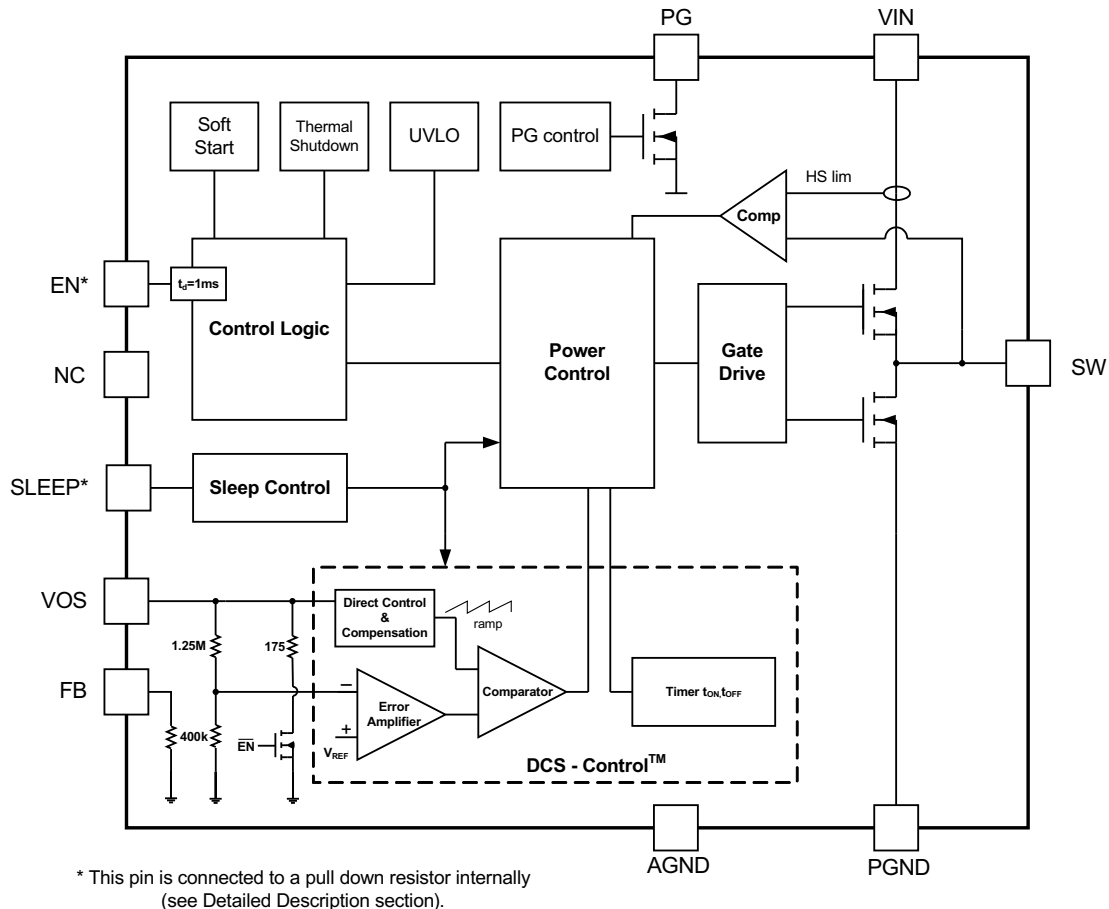 PG
VIN
Soft
Start
Thermal
Shutdown
UVLO
PG control
HS lim
Comp
EN*
td=1ms
Control Logic
Power
Control
Gate
Drive
NC
SW
SLEEP*
Sleep Control
VOS
Direct Control
&
Compensation
ramp
1.25M
175
FB
Comparator
Timer tON,tOFF
−
Error
Amplifier
+
VREF
400k
EN
DCS - Control™
AGND
PGND
* This pin is connected to a pull down resistor internally
(see Detailed Description section).